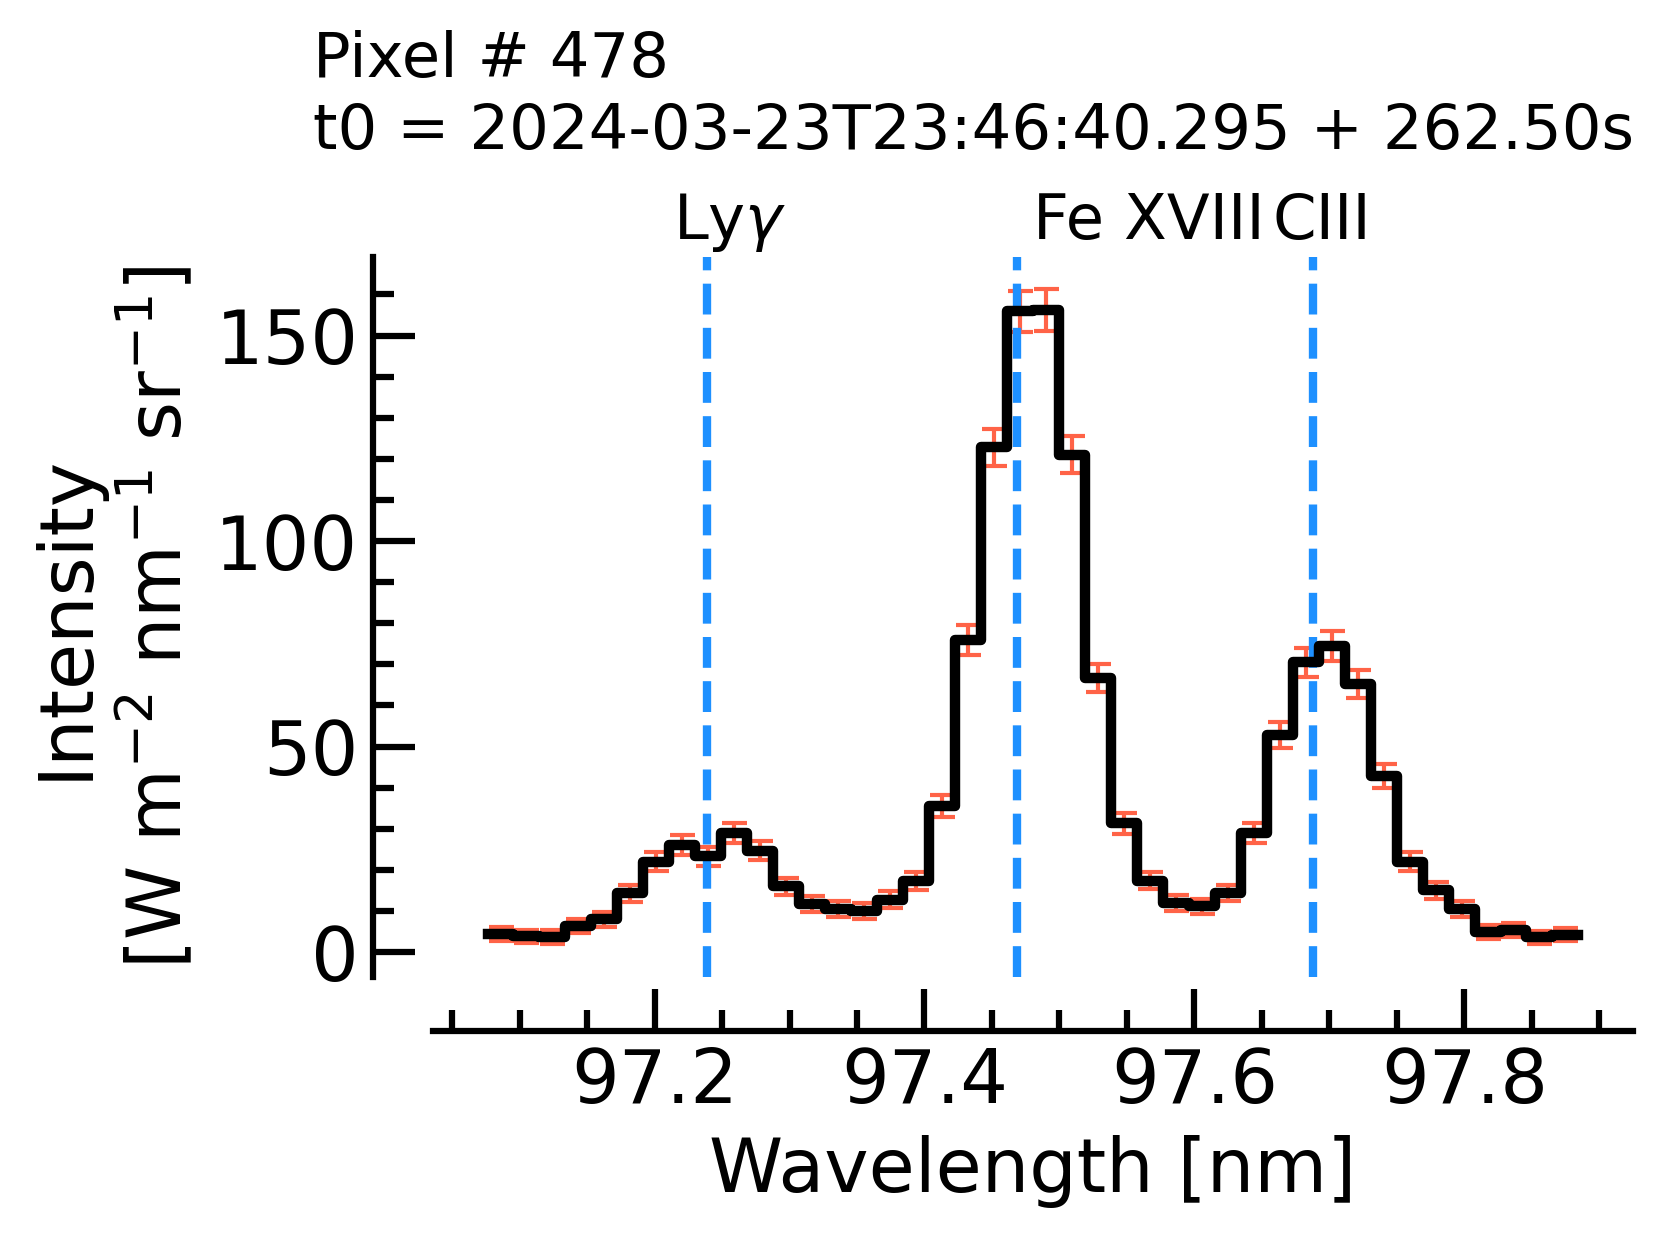 Pixel # 478
t0 = 2024-03-23T23:46:40.295 + 262.50s
Lyγ Fe XVIII CIII
Intensity
[W m⁻² nm⁻¹ sr⁻¹]
150
100
50
0
97.2 97.4 97.6 97.8
Wavelength [nm]